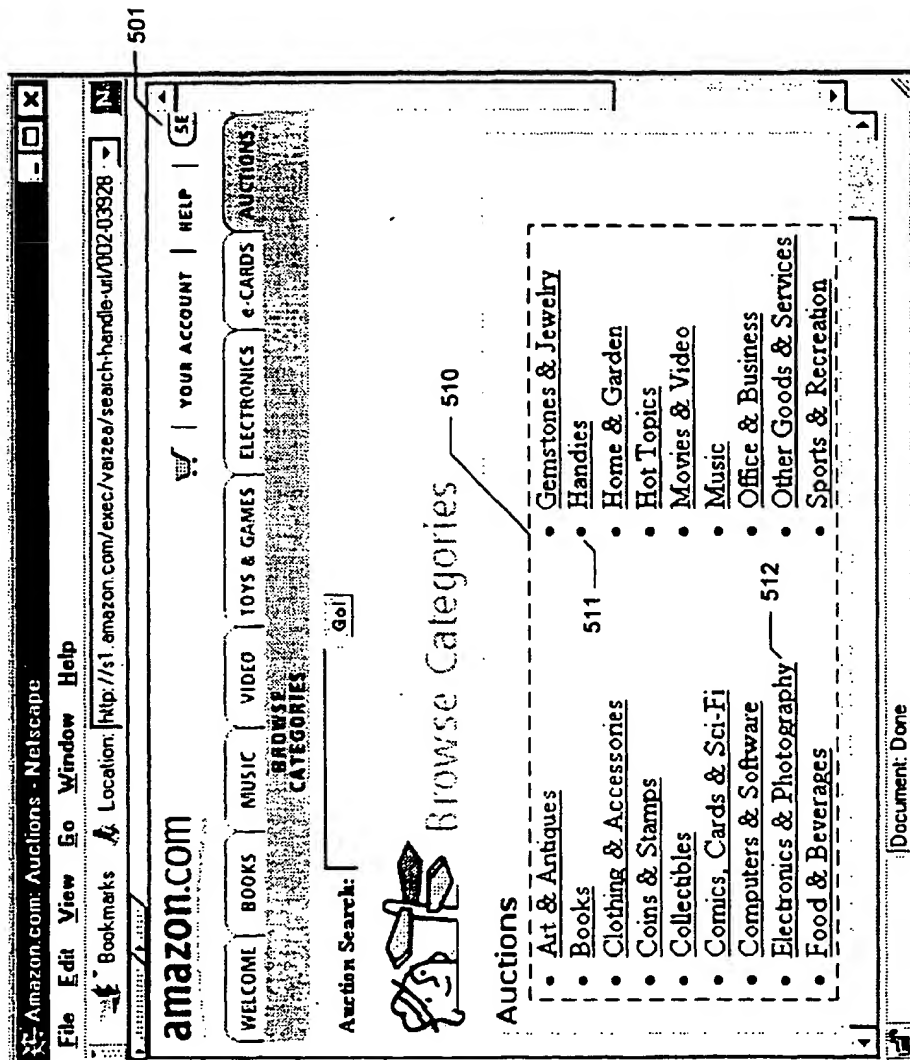 Amazon.com: Auctions - Netscape
File Edit View Go Window Help
Bookmarks Location: http://s1.amazon.com/exec/varzea/search-handle-url/002-03928
N
501
amazon.com
YOUR ACCOUNT | HELP | SE
WELCOME BOOKS MUSIC VIDEO TOYS & GAMES ELECTRONICS e-CARDS AUCTIONS
BROWSE
CATEGORIES
Auction Search: Go!
Browse Categories
510
Auctions
• Art & Antiques
• Books
• Clothing & Accessories
• Coins & Stamps
• Collectibles
• Comics, Cards & Sci-Fi
• Computers & Software
• Electronics & Photography
• Food & Beverages
511
512
• Gemstones & Jewelry
• Handies
• Home & Garden
• Hot Topics
• Movies & Video
• Music
• Office & Business
• Other Goods & Services
• Sports & Recreation
Document: Done